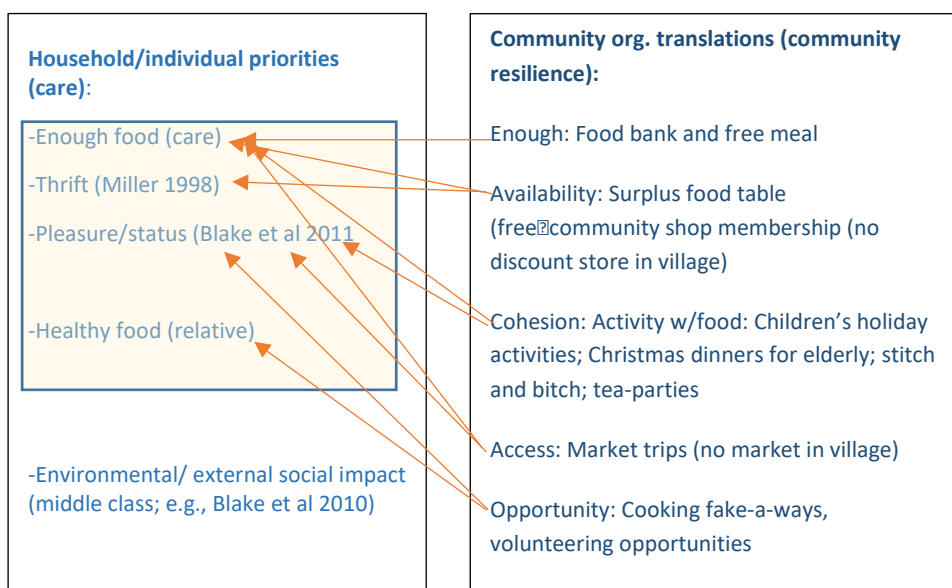 Household/individual priorities
(care):
-Enough food (care)
-Thrift (Miller 1998)
-Pleasure/status (Blake et al 2011
-Healthy food (relative)
-Environmental/ external social impact
(middle class; e.g., Blake et al 2010)
Community org. translations (community
resilience):
Enough: Food bank and free meal
Availability: Surplus food table
(free⍰community shop membership (no
discount store in village)
Cohesion: Activity w/food: Children’s holiday
activities; Christmas dinners for elderly; stitch
and bitch; tea-parties
Access: Market trips (no market in village)
Opportunity: Cooking fake-a-ways,
volunteering opportunities